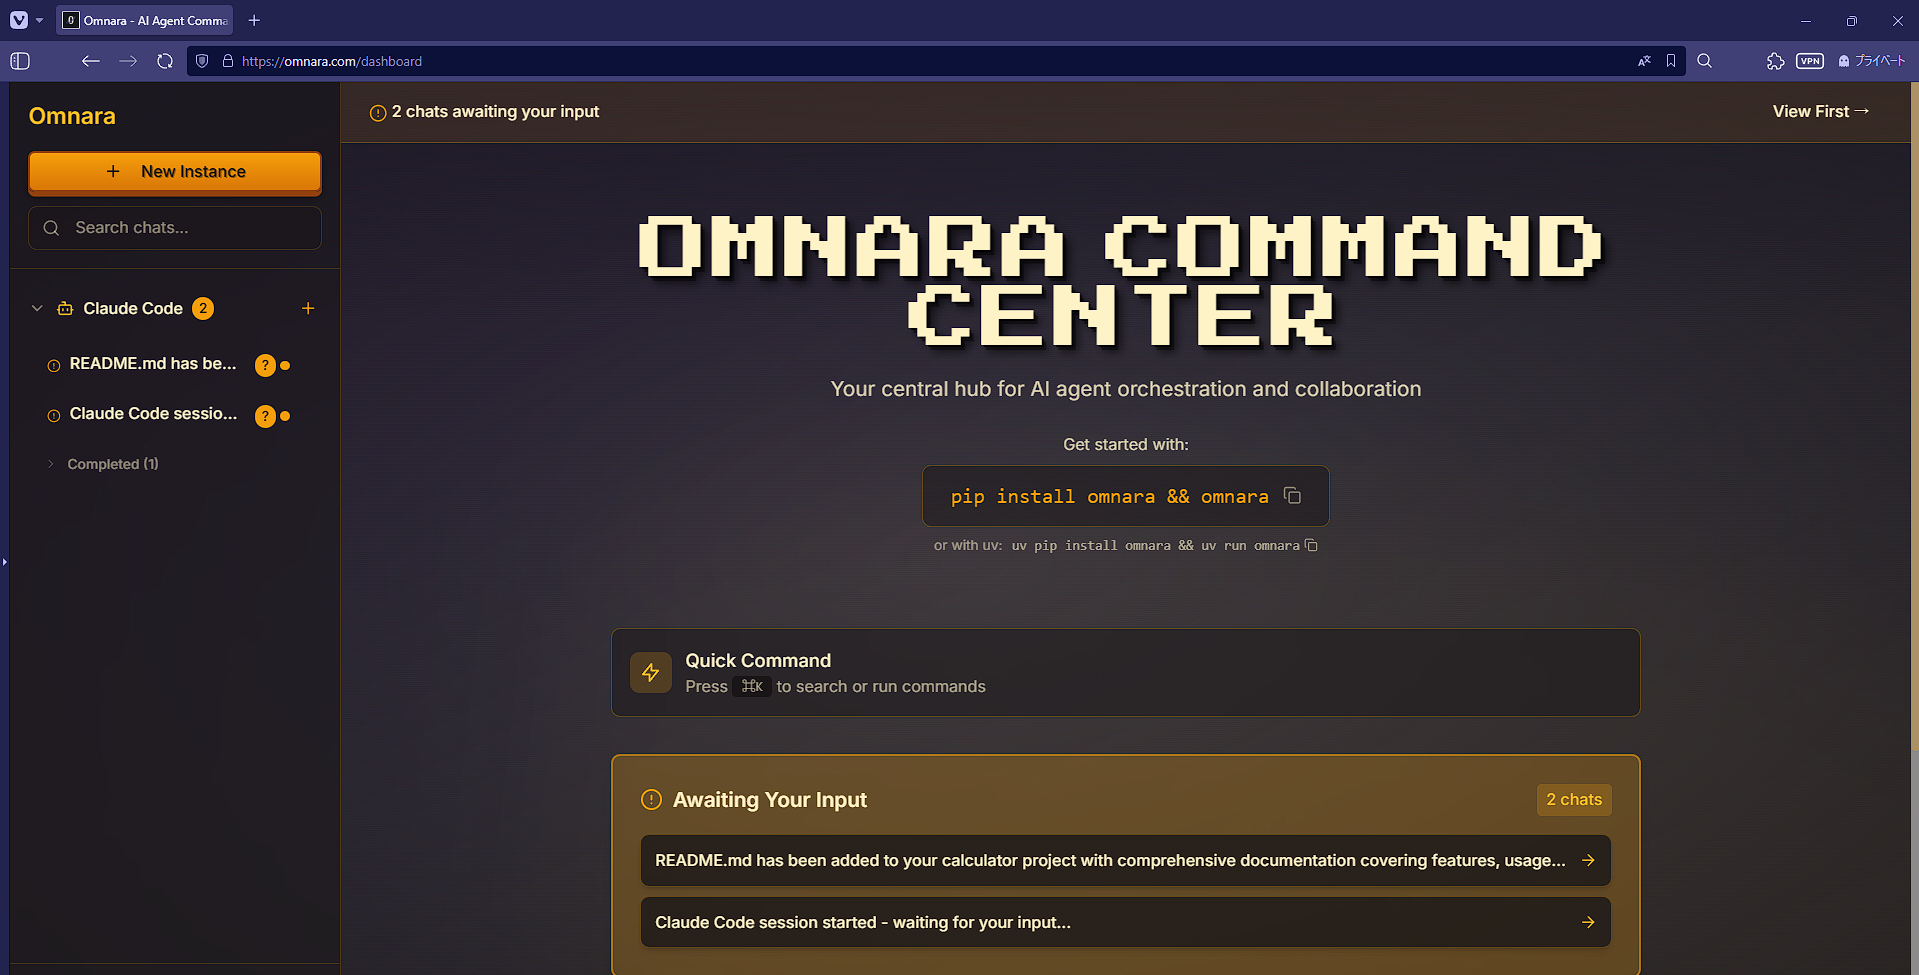 Omnara - AI Agent Comma
https://omnara.com/dashboard
VPN
プライベート
Omnara
New Instance
Search chats...
Claude Code 2
README.md has be... ?
Claude Code sessio... ?
Completed (1)
2 chats awaiting your input
View First →
OMNARA COMMAND
CENTER
Your central hub for AI agent orchestration and collaboration
Get started with:
pip install omnara && omnara
or with uv: uv pip install omnara && uv run omnara
Quick Command
Press ⌘K to search or run commands
Awaiting Your Input
2 chats
README.md has been added to your calculator project with comprehensive documentation covering features, usage...
Claude Code session started - waiting for your input...